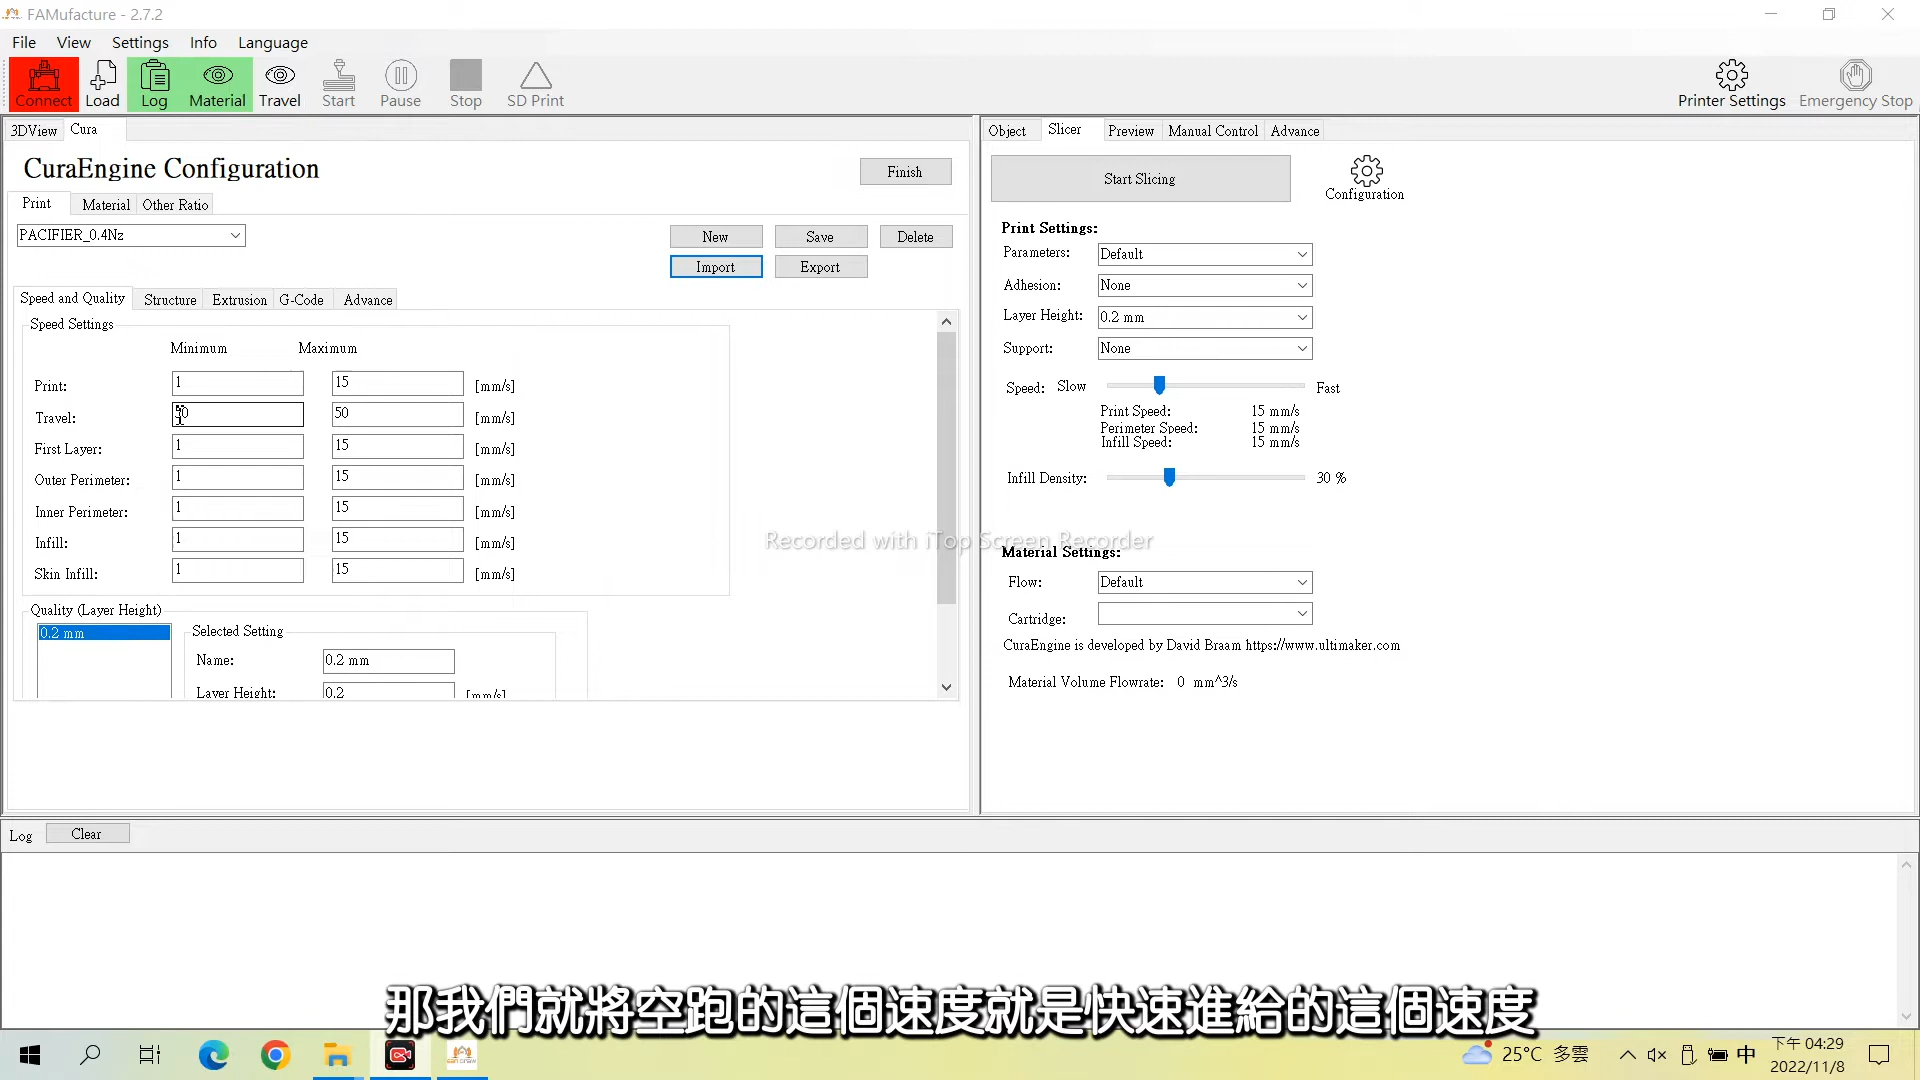 FAMufacture - 2.7.2
File View Settings Info Language
Connect Load Log Material Travel Start Pause Stop SD Print Printer Settings Emergency Stop
3DView Cura
CuraEngine Configuration
Finish
Print Material Other Ratio
PACIFIER_0.4Nz
New Save Delete
Import Export
Speed and Quality Structure Extrusion G-Code Advance
Speed Settings
Minimum Maximum
Print: 1 15 [mm/s]
Travel: 50 [mm/s]
First Layer: 1 15 [mm/s]
Outer Perimeter: 1 15 [mm/s]
Inner Perimeter: 1 15 [mm/s]
Infill: 1 15 [mm/s]
Skin Infill: 1 15 [mm/s]
Quality (Layer Height)
0.2 mm
Selected Setting
Name: 0.2 mm
Layer Height: 0.2 [mm/s]
Object Slicer Preview Manual Control Advance
Start Slicing
Configuration
Print Settings:
Parameters: Default
Adhesion: None
Layer Height: 0.2 mm
Support: None
Speed: Slow Fast
Print Speed: 15 mm/s
Perimeter Speed: 15 mm/s
Infill Speed: 15 mm/s
Infill Density: 30 %
Recorded with iTop Screen Recorder
Material Settings:
Flow: Default
Cartridge:
CuraEngine is developed by David Braam https://www.ultimaker.com
Material Volume Flowrate: 0 mm^3/s
Log Clear
那我們就將空跑的這個速度就是快速進給的這個速度
25°C 多雲
中
下午 04:29
2022/11/8